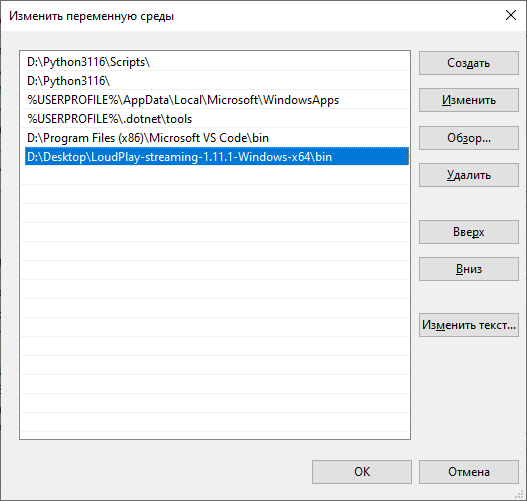 Изменить переменную среды
D:\Python3116\Scripts\
D:\Python3116\
%USERPROFILE%\AppData\Local\Microsoft\WindowsApps
%USERPROFILE%\.dotnet\tools
D:\Program Files (x86)\Microsoft VS Code\bin
D:\Desktop\LoudPlay-streaming-1.11.1-Windows-x64\bin
Создать
Изменить
Обзор...
Удалить
Вверх
Вниз
Изменить текст...
ОК
Отмена